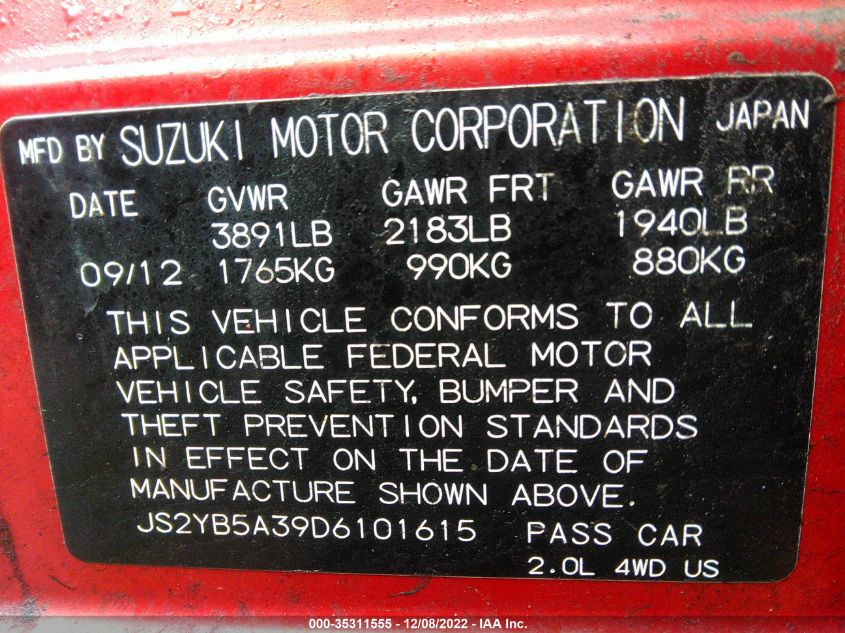 MFD BY SUZUKI MOTOR CORPORATION JAPAN
DATE GVWR GAWR FRT GAWR RR
3891LB 2183LB 1940LB
09/12 1765KG 990KG 880KG
THIS VEHICLE CONFORMS TO ALL
APPLICABLE FEDERAL MOTOR
VEHICLE SAFETY, BUMPER AND
THEFT PREVENTION STANDARDS
IN EFFECT ON THE DATE OF
MANUFACTURE SHOWN ABOVE.
JS2YB5A39D6101615 PASS CAR
2.0L 4WD US
000-35311555 - 12/08/2022 - IAA Inc.